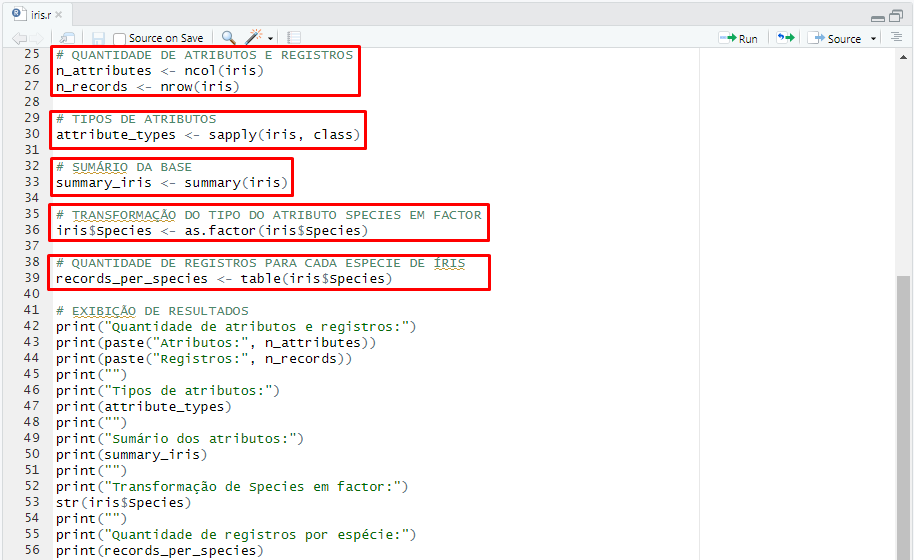 iris.r
Source on Save
Run
Source
25 # QUANTIDADE DE ATRIBUTOS E REGISTROS
26 n_attributes <- ncol(iris)
27 n_records <- nrow(iris)
28
29 # TIPOS DE ATRIBUTOS
30 attribute_types <- sapply(iris, class)
31
32 # SUMÁRIO DA BASE
33 summary_iris <- summary(iris)
34
35 # TRANSFORMAÇÃO DO TIPO DO ATRIBUTO SPECIES EM FACTOR
36 iris$Species <- as.factor(iris$Species)
37
38 # QUANTIDADE DE REGISTROS PARA CADA ESPECIE DE ÍRIS
39 records_per_species <- table(iris$Species)
40
41 # EXIBIÇÃO DE RESULTADOS
42 print("Quantidade de atributos e registros:")
43 print(paste("Atributos:", n_attributes))
44 print(paste("Registros:", n_records))
45 print("")
46 print("Tipos de atributos:")
47 print(attribute_types)
48 print("")
49 print("Sumário dos atributos:")
50 print(summary_iris)
51 print("")
52 print("Transformação de Species em factor:")
53 str(iris$Species)
54 print("")
55 print("Quantidade de registros por espécie:")
56 print(records_per_species)